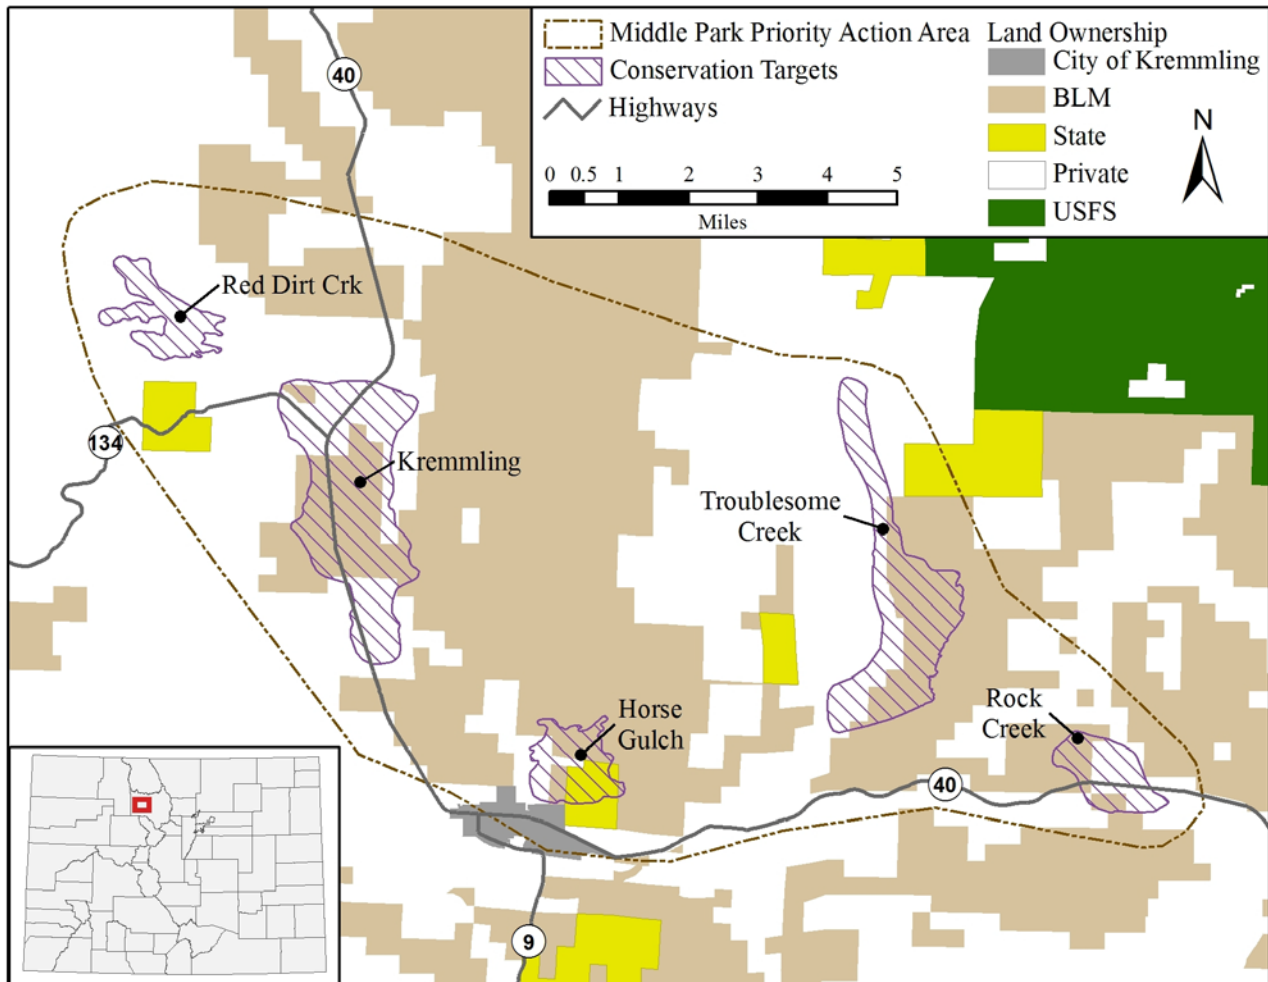 Middle Park Priority Action Area
Conservation Targets
Highways
0 0.5 1 2 3 4 5
Miles
Land Ownership
City of Kremmling
BLM
State
Private
USFS
N
40
Red Dirt Crk
134
Kremmling
Troublesome
Creek
Horse
Gulch
Rock
Creek
40
9